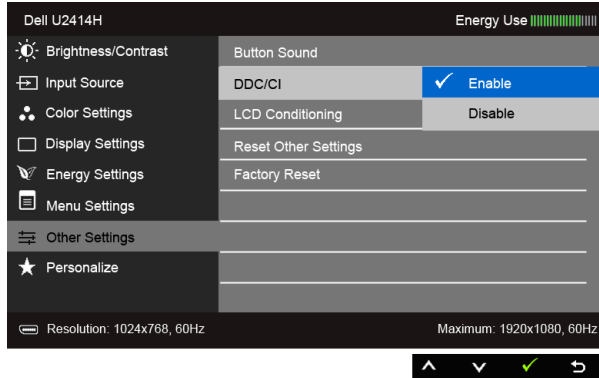 Dell U2414H Energy Use
Brightness/Contrast Button Sound
Input Source DDC/CI Enable
Color Settings LCD Conditioning Disable
Display Settings Reset Other Settings
Energy Settings Factory Reset
Menu Settings
Other Settings
Personalize
Resolution: 1024x768, 60Hz Maximum: 1920x1080, 60Hz